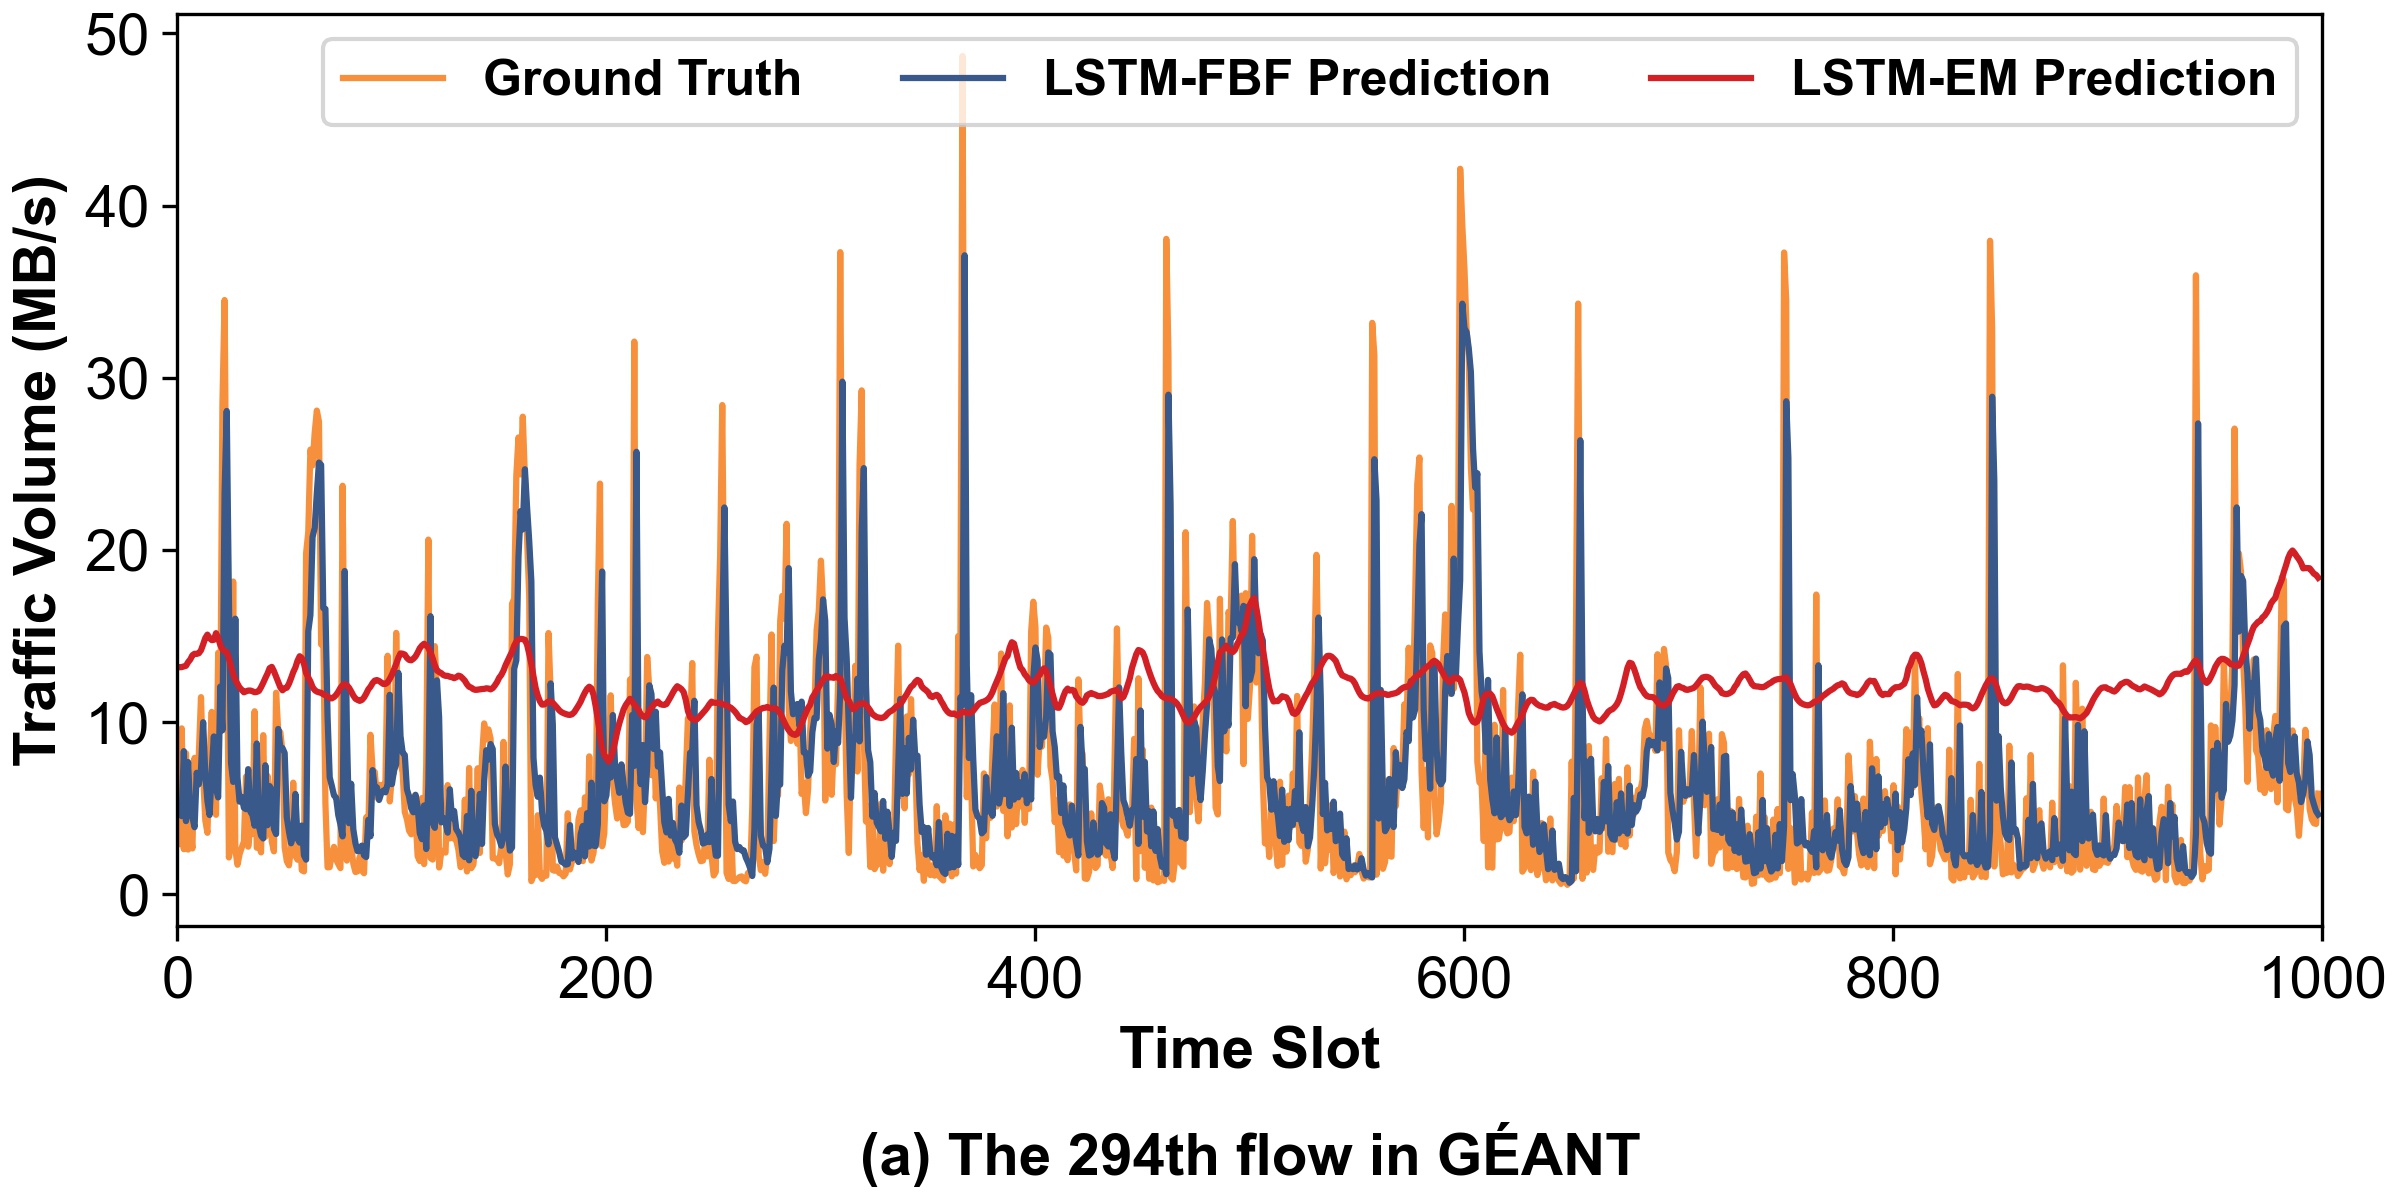 50
40
30
20
10
0
Traffic Volume (MB/s)
Ground Truth LSTM-FBF Prediction LSTM-EM Prediction
0 200 400 600 800 1000
Time Slot
(a) The 294th flow in GÉANT